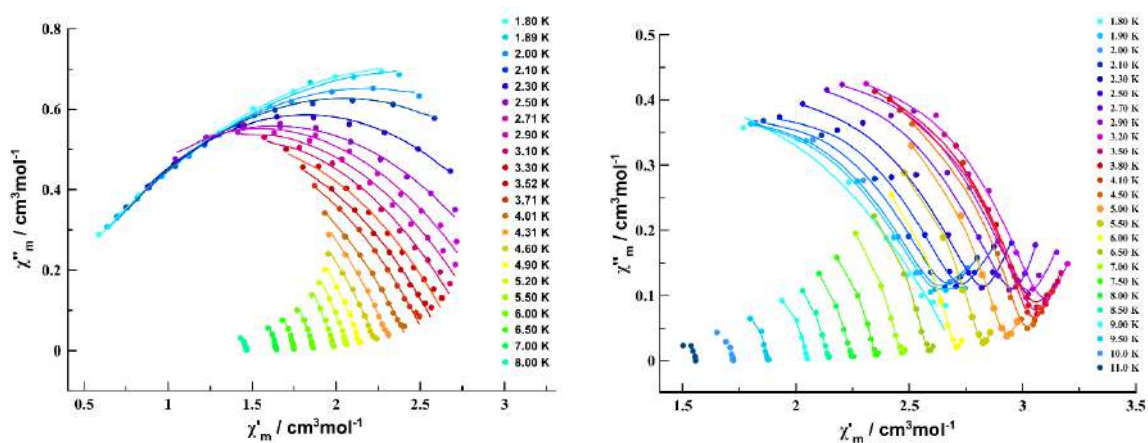 0.8
0.6
0.4
0.2
0
χ''m / cm³mol⁻¹
0.5
1
1.5
2
2.5
3
χ'm / cm³mol⁻¹
1.80 K
1.89 K
2.00 K
2.10 K
2.30 K
2.50 K
2.71 K
2.90 K
3.10 K
3.30 K
3.52 K
3.71 K
4.01 K
4.31 K
4.60 K
4.90 K
5.20 K
5.50 K
6.00 K
6.50 K
7.00 K
8.00 K
0.5
0.4
0.3
0.2
0.1
0
χ''m / cm³mol⁻¹
1.5
2
2.5
3
3.5
χ'm / cm³mol⁻¹
1.80 K
1.90 K
2.00 K
2.10 K
2.30 K
2.50 K
2.70 K
2.90 K
3.20 K
3.50 K
3.80 K
4.10 K
4.50 K
5.00 K
5.50 K
6.00 K
6.50 K
7.00 K
7.50 K
8.00 K
8.50 K
9.00 K
9.50 K
10.0 K
11.0 K